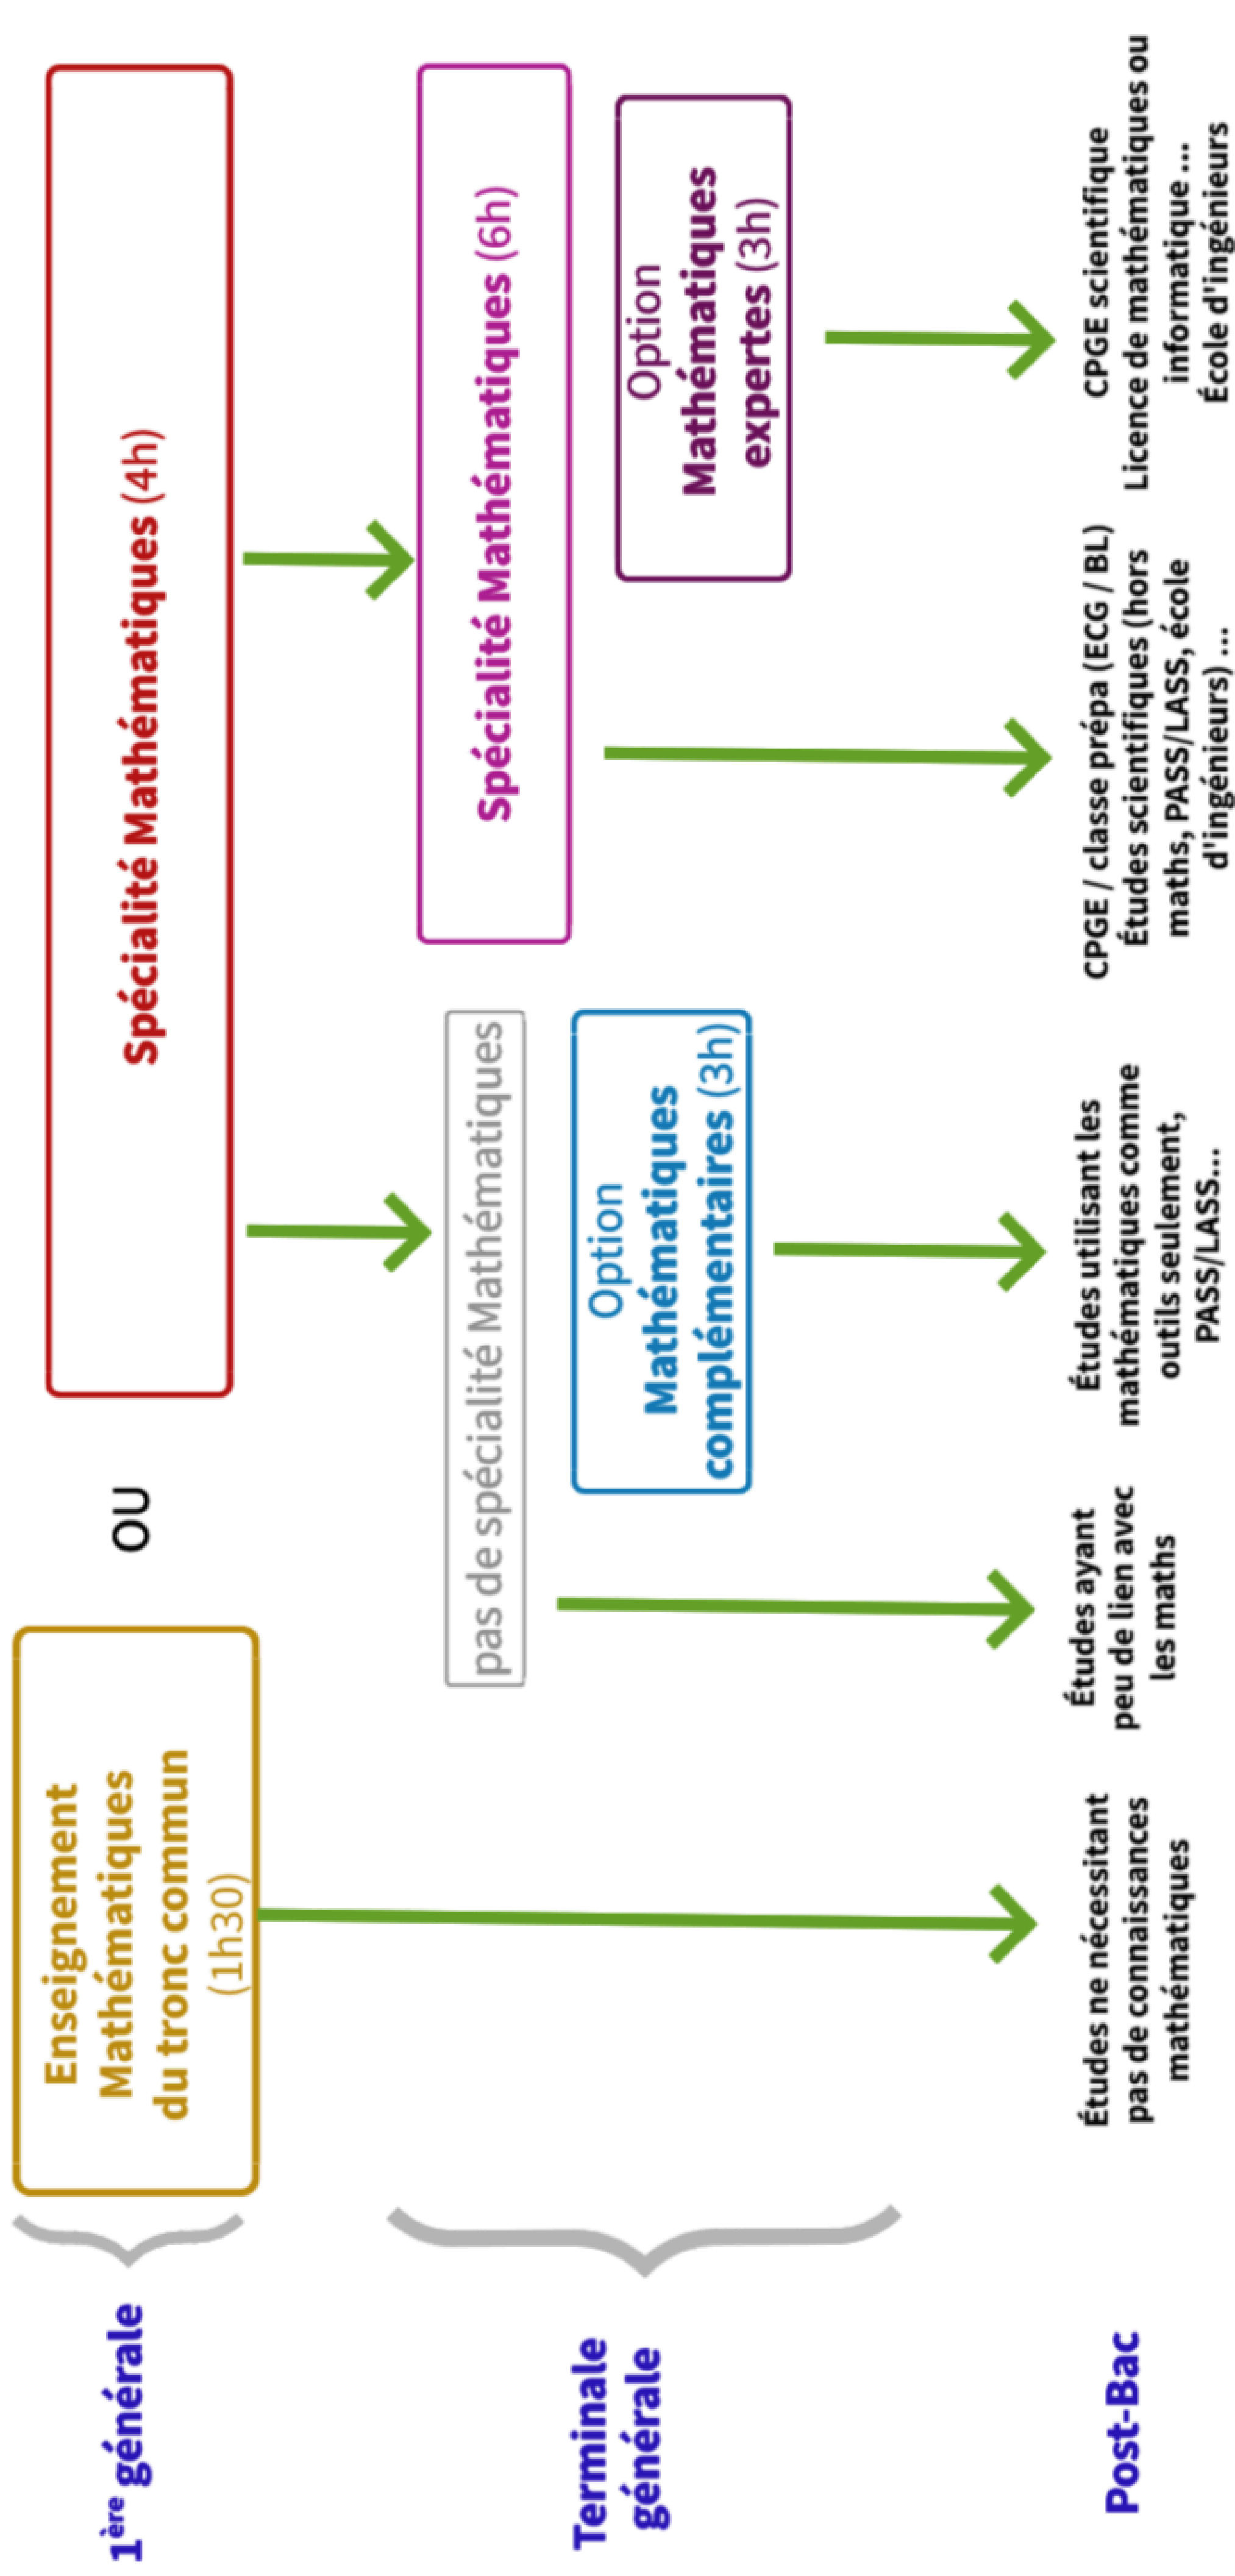 1ère générale
Enseignement
Mathématiques
du tronc commun
(1h30)
OU
Spécialité Mathématiques (4h)
Terminale
générale
pas de spécialité Mathématiques
Option
Mathématiques
complémentaires (3h)
Spécialité Mathématiques (6h)
Option
Mathématiques
expertes (3h)
Post-Bac
Études ne nécessitant
pas de connaissances
mathématiques
Études ayant
peu de lien avec
les maths
Études utilisant les
mathématiques comme
outils seulement,
PASS/LASS...
CPGE / classe prépa (ECG / BL)
Études scientifiques (hors
maths, PASS/LASS, école
d'ingénieurs) ...
CPGE scientifique
Licence de mathématiques ou
informatique ...
École d'ingénieurs